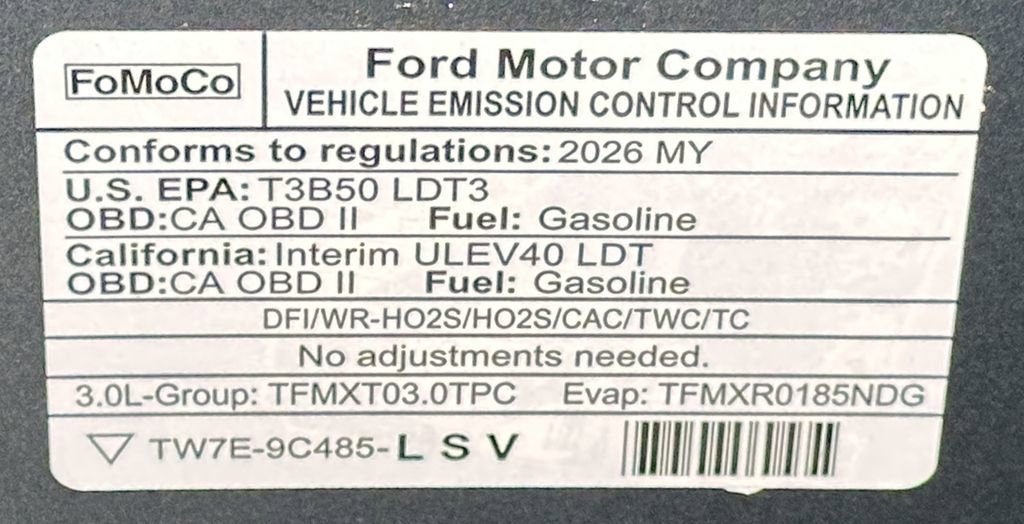 FoMoCo
Ford Motor Company
VEHICLE EMISSION CONTROL INFORMATION
Conforms to regulations: 2026 MY
U.S. EPA: T3B50 LDT3
OBD:CA OBD II Fuel: Gasoline
California: Interim ULEV40 LDT
OBD:CA OBD II Fuel: Gasoline
DFI/WR-HO2S/HO2S/CAC/TWC/TC
No adjustments needed.
3.0L-Group: TFMXT03.0TPC Evap: TFMXR0185NDG
TW7E-9C485-L S V